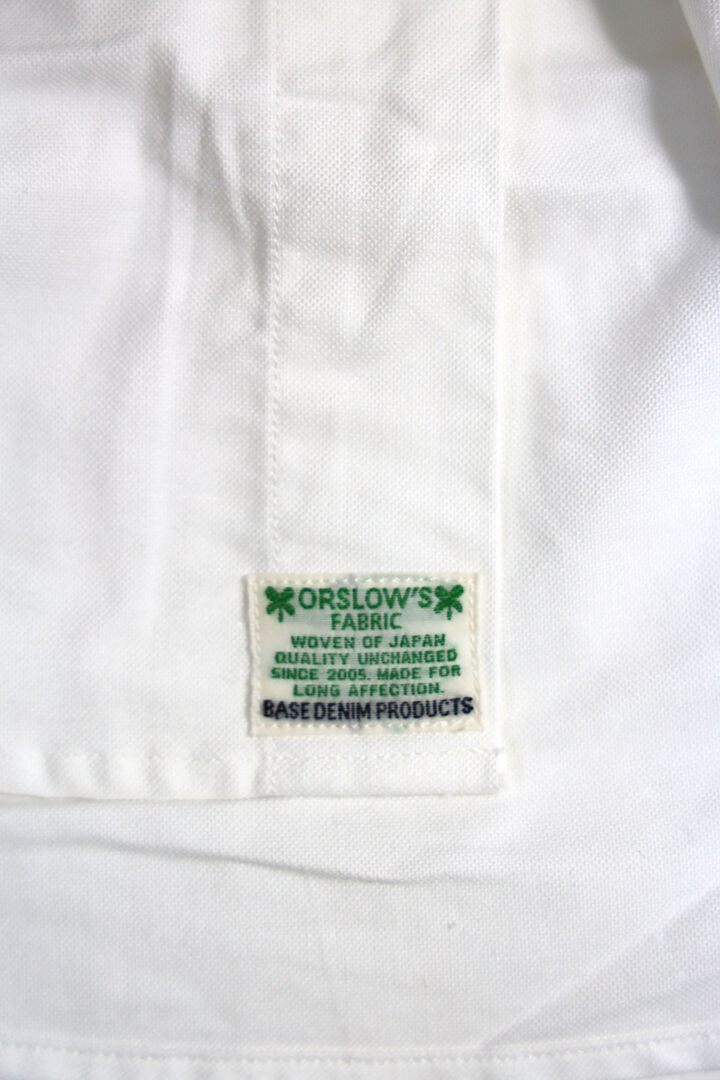 ORSLOW'S
FABRIC
WOVEN OF JAPAN
QUALITY UNCHANGED
SINCE 2005. MADE FOR
LONG AFFECTION.
BASE DENIM PRODUCTS